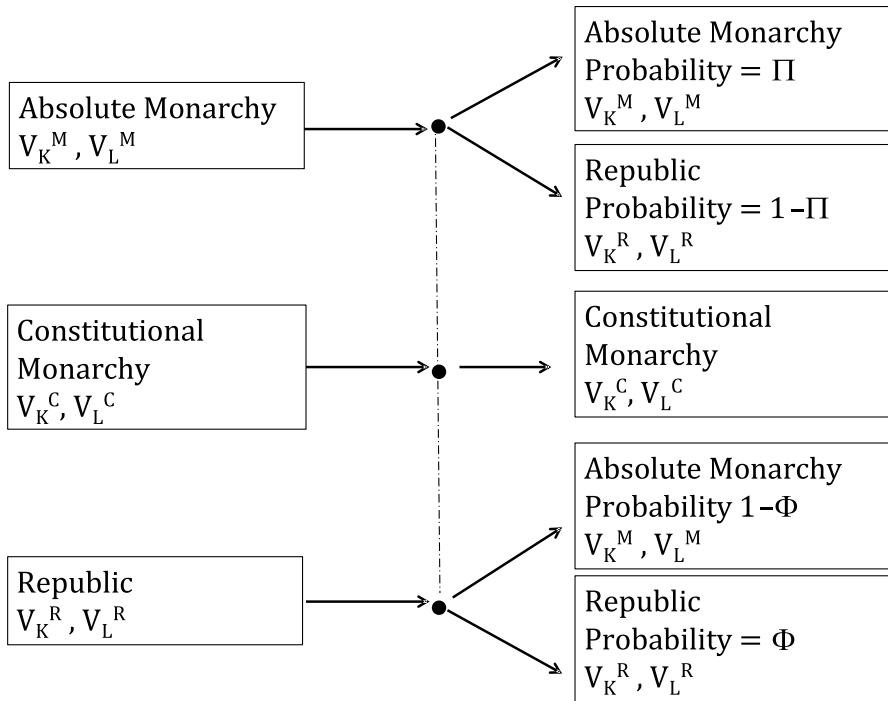 Absolute Monarchy
V_K^M , V_L^M
Absolute Monarchy
Probability = Π
V_K^M , V_L^M
Republic
Probability = 1–Π
V_K^R , V_L^R
Constitutional
Monarchy
V_K^C, V_L^C
Constitutional
Monarchy
V_K^C, V_L^C
Republic
V_K^R , V_L^R
Absolute Monarchy
Probability 1–Φ
V_K^M , V_L^M
Republic
Probability = Φ
V_K^R , V_L^R